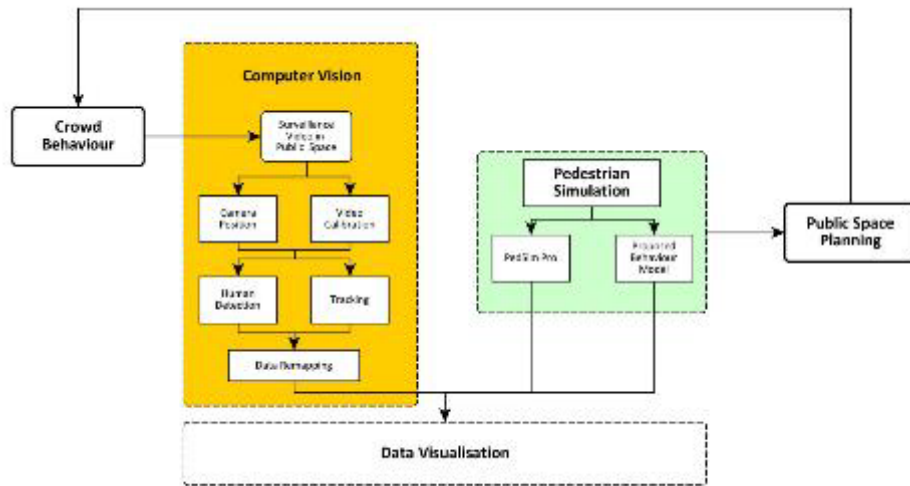 Computer Vision
Crowd
Behaviour
Surveillance
Video in
Public Space
Pedestrian
Simulation
Camera
Position
Video
Calibration
Public Space
Planning
PedSim Pro
Proposed
Behaviour
Model
Human
Detection
Tracking
Data Remapping
Data Visualisation